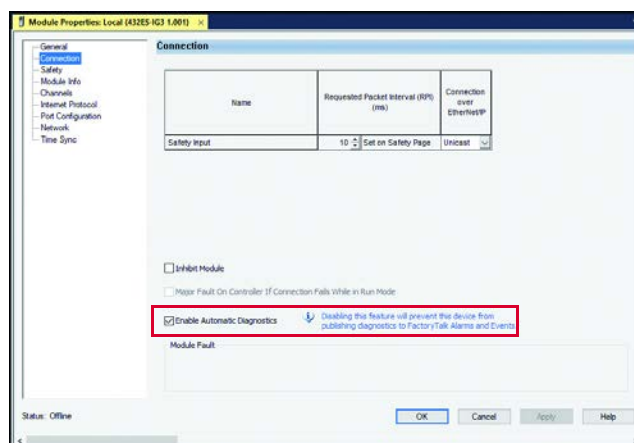 Module Properties: Local (432ES-IG3 1.001) ×
General
Connection
Safety
Module Info
Channels
Internet Protocol
Port Configuration
Network
Time Sync
Connection
Name
Requested Packet Interval (RPI)
(ms)
Connection
over
EtherNet/IP
Safety Input 10 Set on Safety Page Unicast
Inhibit Module
Major Fault On Controller If Connection Fails While in Run Mode
Enable Automatic Diagnostics
Disabling this feature will prevent this device from
publishing diagnostics to FactoryTalk Alarms and Events
Module Fault
Status: Offline
OK Cancel Apply Help